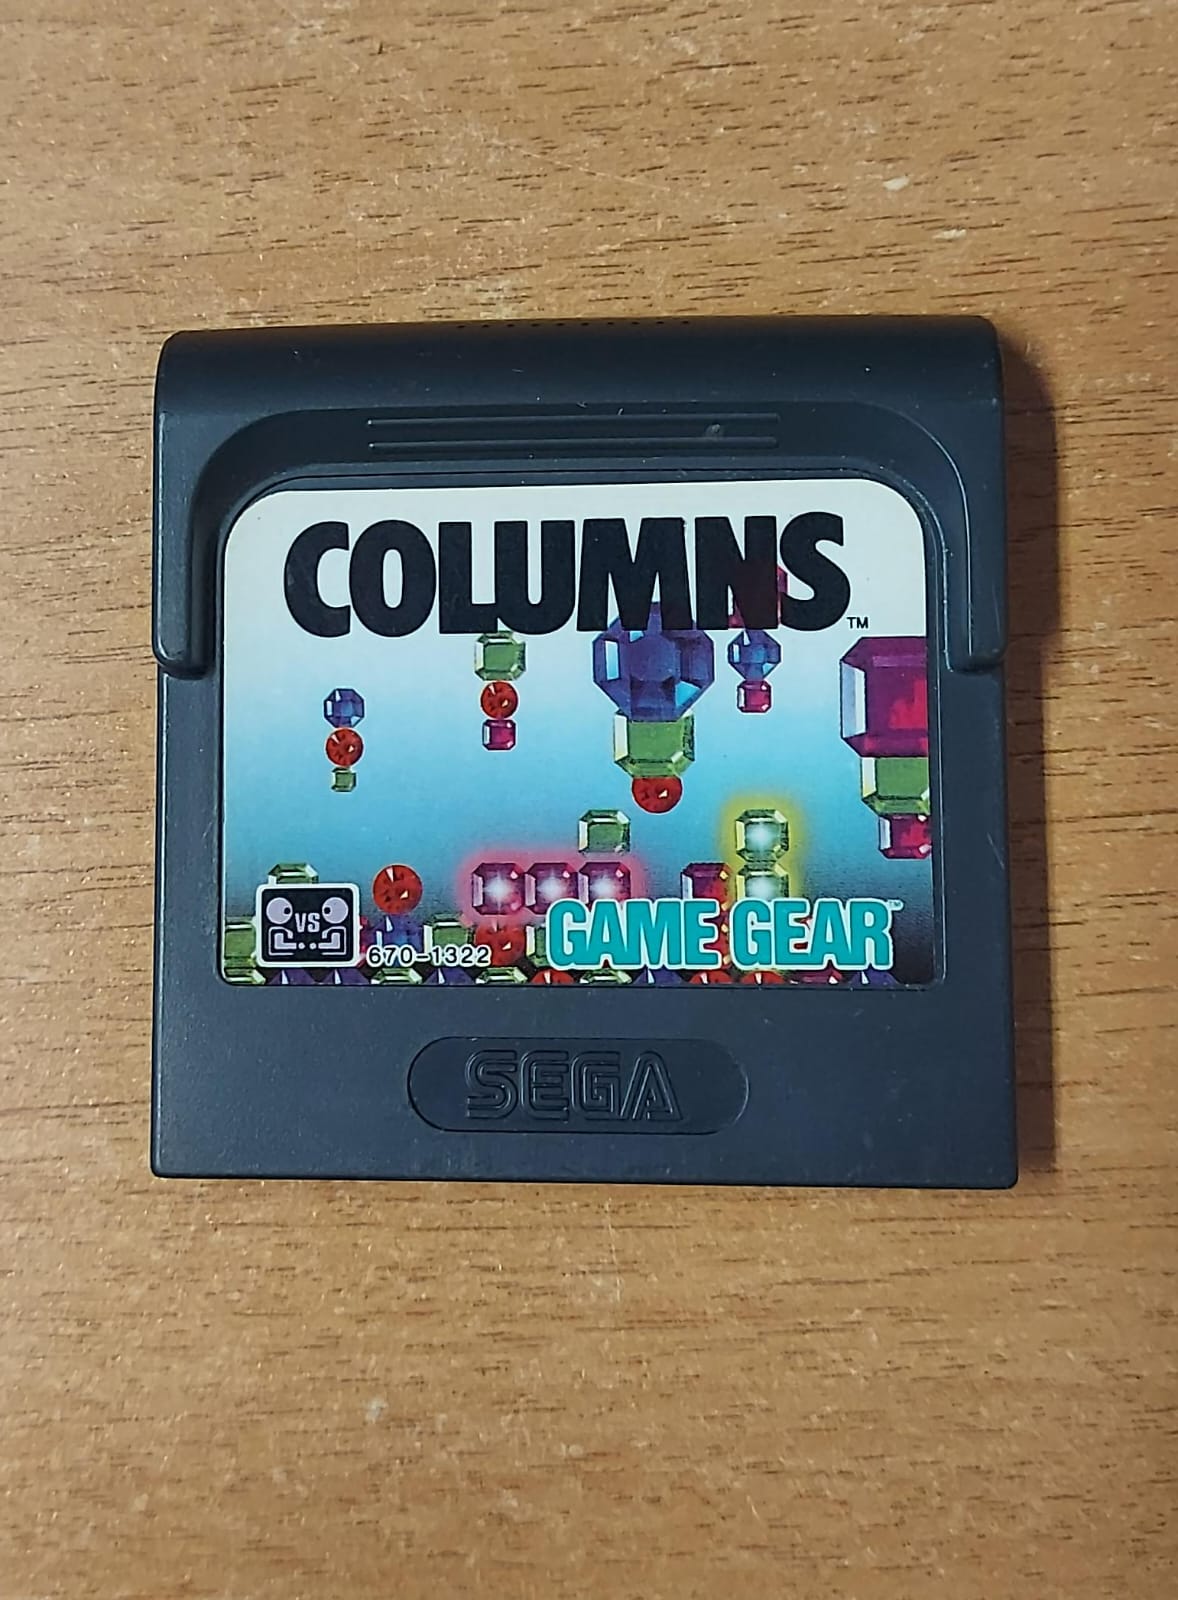 COLUMNS™
VS
670-1322
GAME GEAR™
SEGA